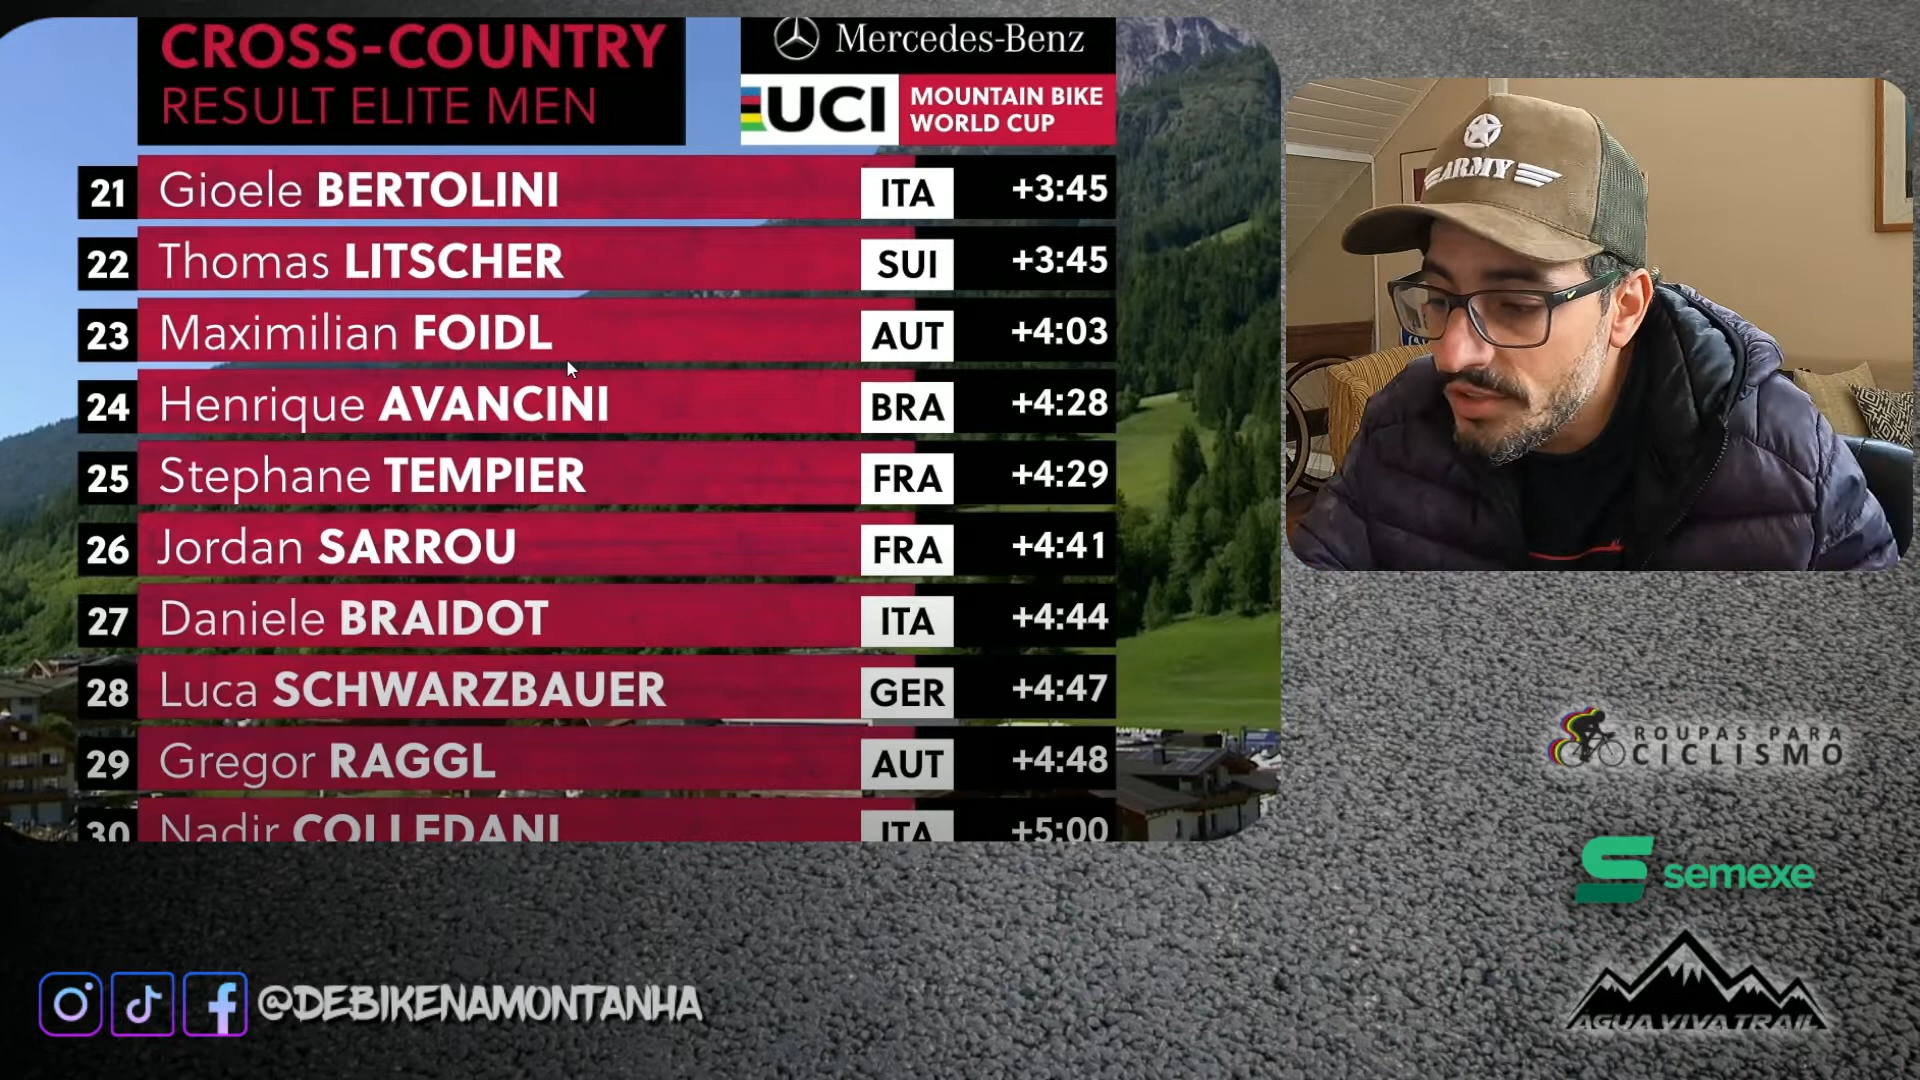 CROSS-COUNTRY
RESULT ELITE MEN
Mercedes-Benz
UCI
MOUNTAIN BIKE
WORLD CUP
21 Gioele BERTOLINI ITA +3:45
22 Thomas LITSCHER SUI +3:45
23 Maximilian FOIDL AUT +4:03
24 Henrique AVANCINI BRA +4:28
25 Stephane TEMPIER FRA +4:29
26 Jordan SARROU FRA +4:41
27 Daniele BRAIDOT ITA +4:44
28 Luca SCHWARZBAUER GER +4:47
29 Gregor RAGGL AUT +4:48
30 Nadir COLLEDANI ITA +5:00
ARMY
ROUPAS PARA
CICLISMO
semexe
AGUA VIVA TRAIL
@DEBIKENAMONTANHA